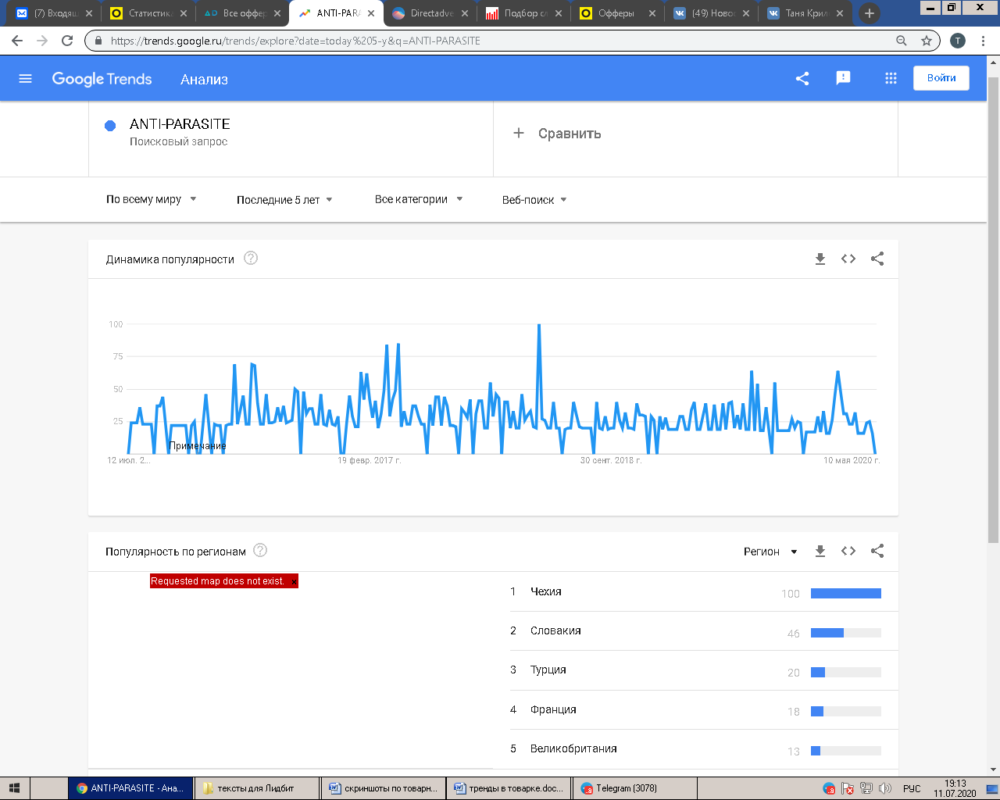 (7) Входящ
Статистика
Все оффер
ANTI-PARA
Directadve
Подбор сл
Офферы
(49) Новос
Таня Крил
https://trends.google.ru/trends/explore?date=today%205-y&q=ANTI-PARASITE
T
Google Trends
Анализ
Войти
ANTI-PARASITE
Поисковый запрос
+ Сравнить
По всему миру
Последние 5 лет
Все категории
Веб-поиск
Динамика популярности
100
75
50
25
Примечание
12 июл. 2...
19 февр. 2017 г.
30 сент. 2018 г.
10 мая 2020 г.
Популярность по регионам
Регион
Requested map does not exist. x
1 Чехия 100
2 Словакия 46
3 Турция 20
4 Франция 18
5 Великобритания 13
ANTI-PARASITE - Ана...
тексты для Лидбит
скриншоты по товарн...
тренды в товарке.doc...
Telegram (3078)
РУС
19:13
11.07.2020